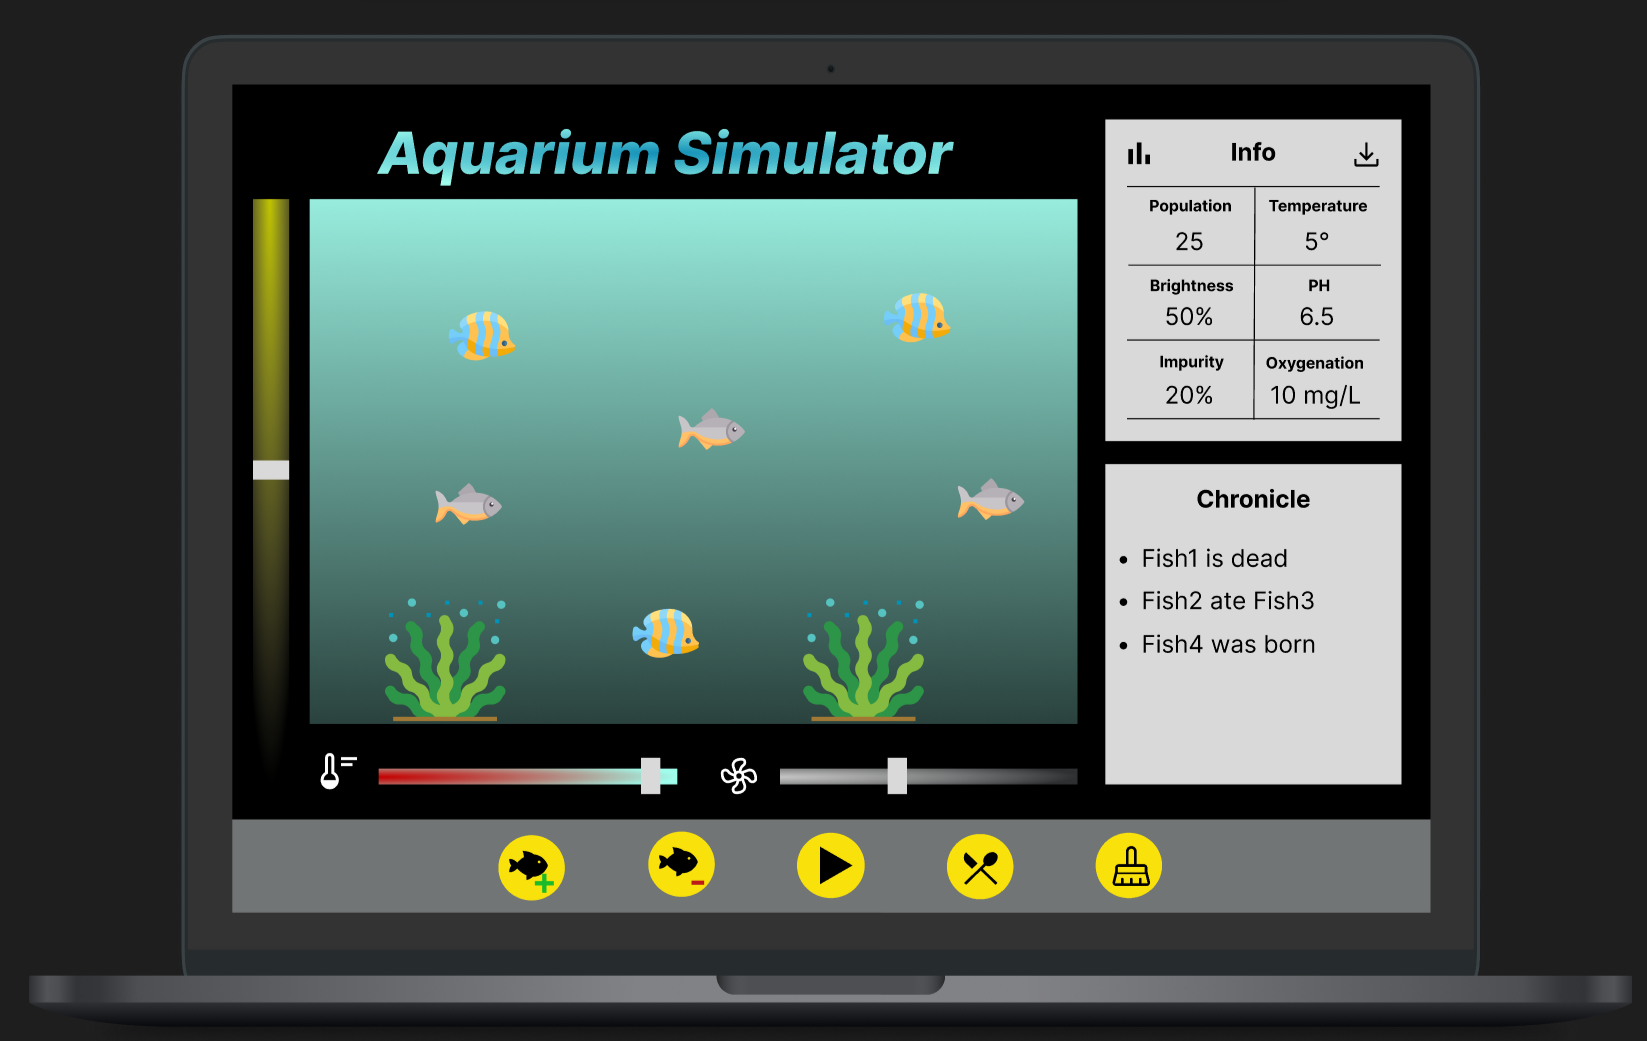 Aquarium Simulator
Info
Population
Temperature
25
5°
Brightness
PH
50%
6.5
Impurity
Oxygenation
20%
10 mg/L
Chronicle
• Fish1 is dead
• Fish2 ate Fish3
• Fish4 was born